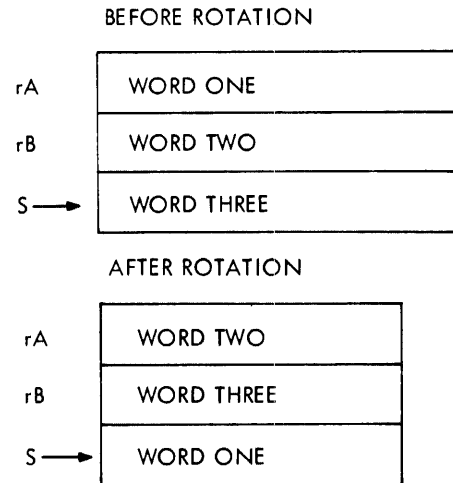 BEFORE ROTATION
rA WORD ONE
rB WORD TWO
S WORD THREE
AFTER ROTATION
rA WORD TWO
rB WORD THREE
S WORD ONE